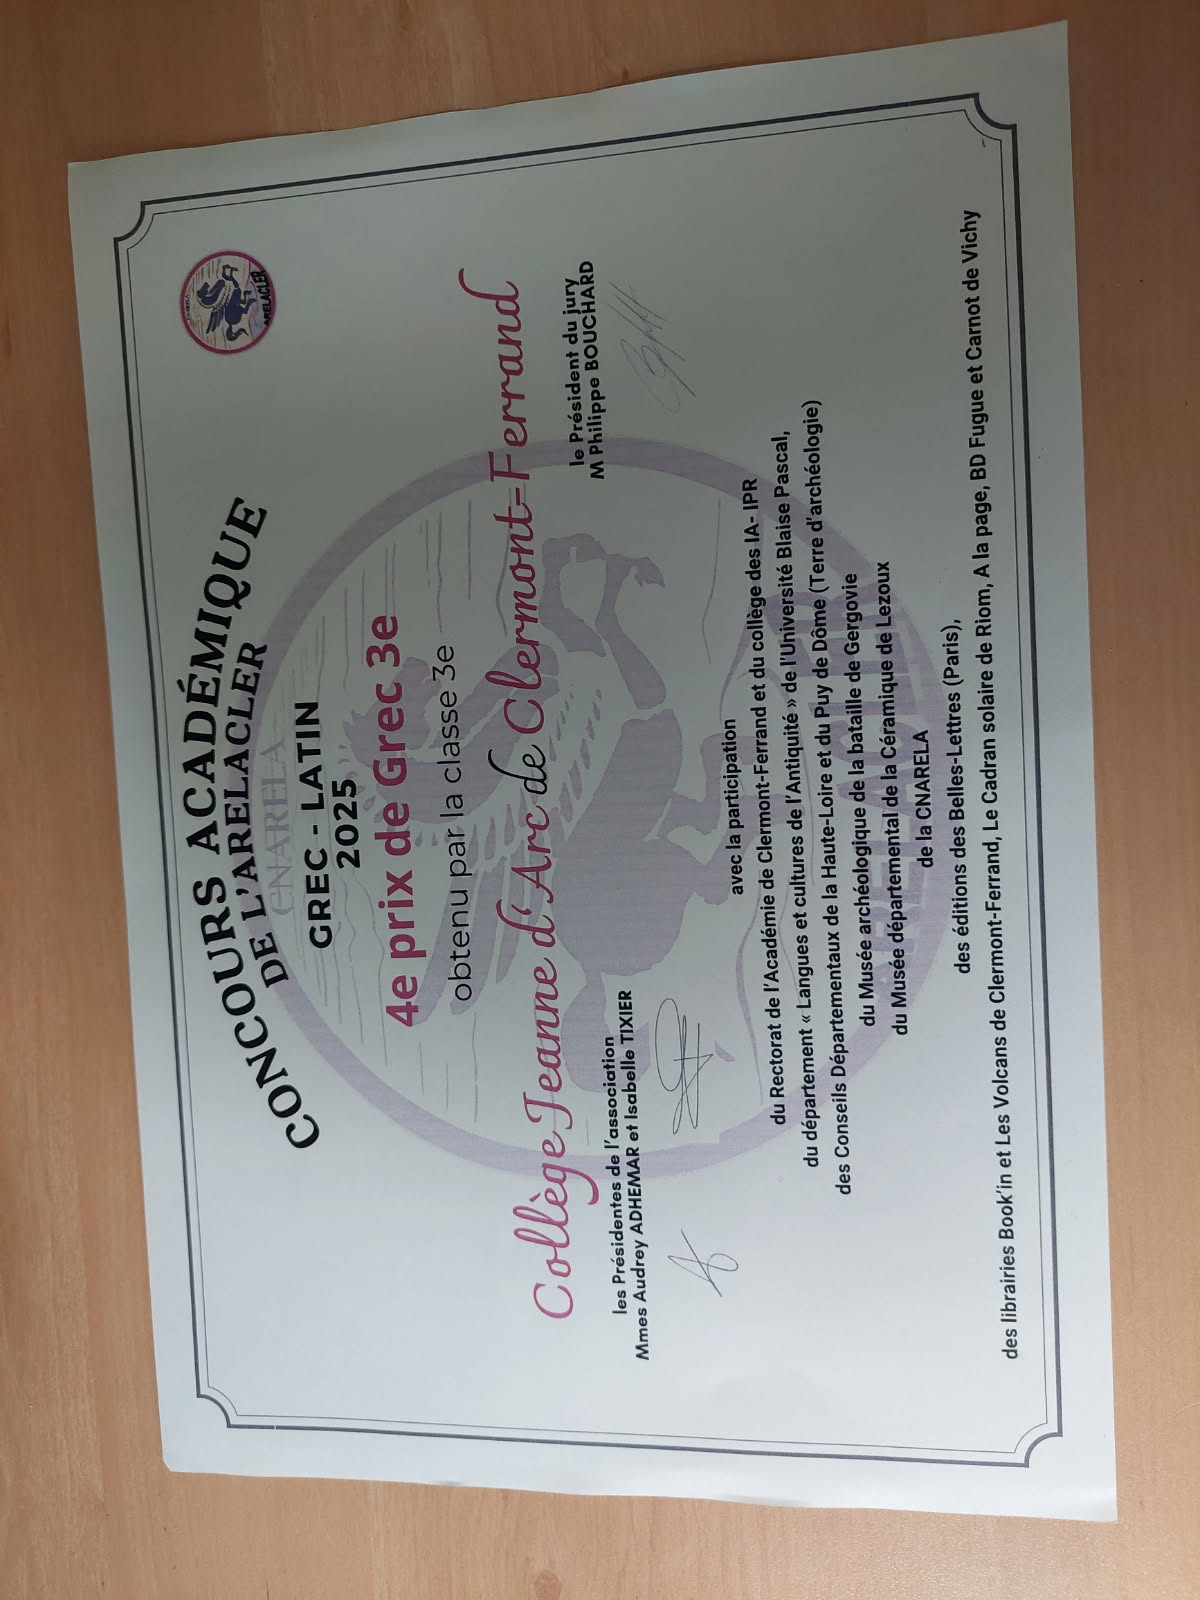 ARELACLER
CONCOURS ACADÉMIQUE
DE L'ARELACLER
CNARELA
GREC - LATIN
2025
4e prix de Grec 3e
obtenu par la classe 3e
Collège Jeanne d'Arc de Clermont-Ferrand
les Présidentes de l'association
Mmes Audrey ADHEMAR et Isabelle TIXIER
le Président du jury
M Philippe BOUCHARD
avec la participation
du Rectorat de l'Académie de Clermont-Ferrand et du collège des IA- IPR
du département « Langues et cultures de l'Antiquité » de l'Université Blaise Pascal,
des Conseils Départementaux de la Haute-Loire et du Puy de Dôme (Terre d'archéologie)
du Musée archéologique de la bataille de Gergovie
du Musée départemental de la Céramique de Lezoux
de la CNARELA
ARELACLER
des éditions des Belles-Lettres (Paris),
des librairies Book'in et Les Volcans de Clermont-Ferrand, Le Cadran solaire de Riom, A la page, BD Fugue et Carnot de Vichy